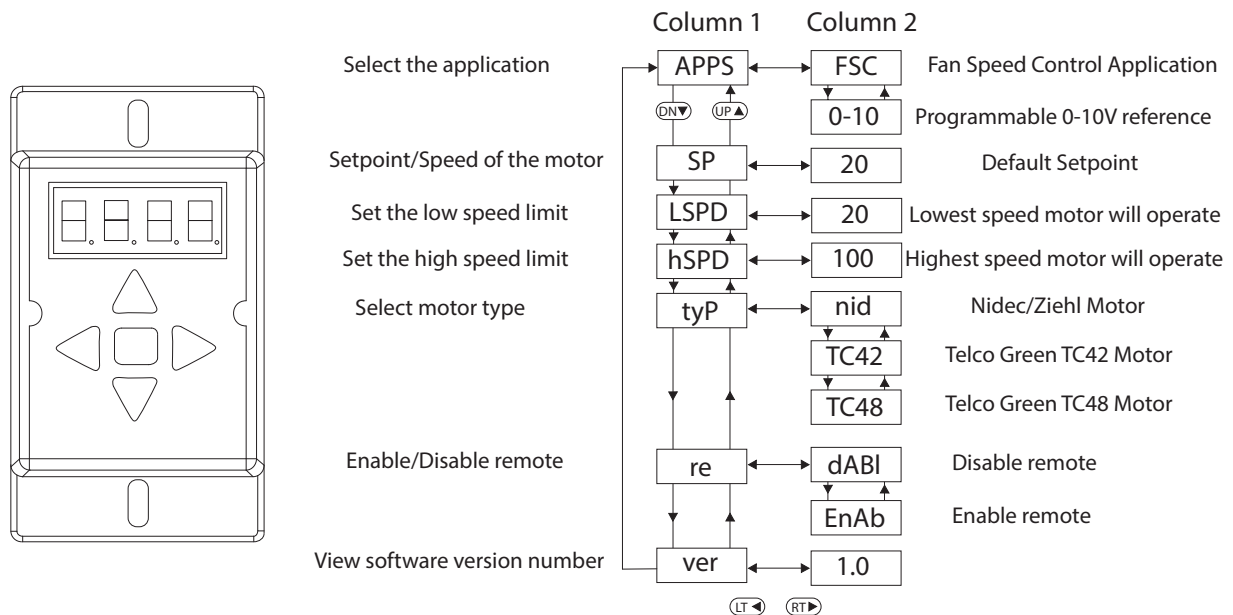 Column 1 Column 2
Select the application APPS FSC Fan Speed Control Application
DN▼ UP▲ 0-10 Programmable 0-10V reference
Setpoint/Speed of the motor SP 20 Default Setpoint
Set the low speed limit LSPD 20 Lowest speed motor will operate
Set the high speed limit hSPD 100 Highest speed motor will operate
Select motor type tyP nid Nidec/Ziehl Motor
TC42 Telco Green TC42 Motor
TC48 Telco Green TC48 Motor
Enable/Disable remote re dABl Disable remote
EnAb Enable remote
View software version number ver 1.0
LT◄ RT►